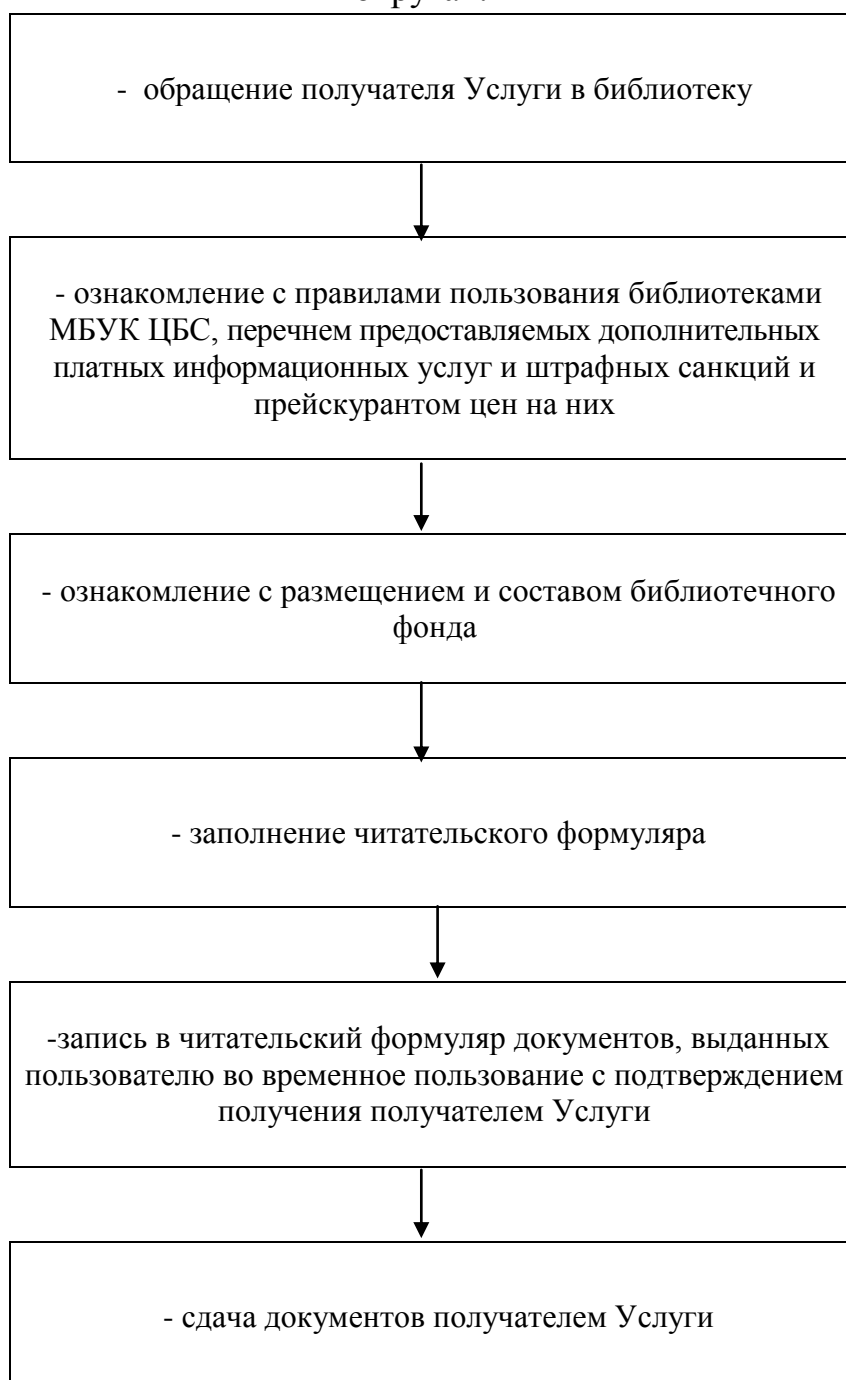 - обращение получателя Услуги в библиотеку
- ознакомление с правилами пользования библиотеками
МБУК ЦБС, перечнем предоставляемых дополнительных
платных информационных услуг и штрафных санкций и
прейскурантом цен на них
- ознакомление с размещением и составом библиотечного
фонда
- заполнение читательского формуляра
-запись в читательский формуляр документов, выданных
пользователю во временное пользование с подтверждением
получения получателем Услуги
- сдача документов получателем Услуги